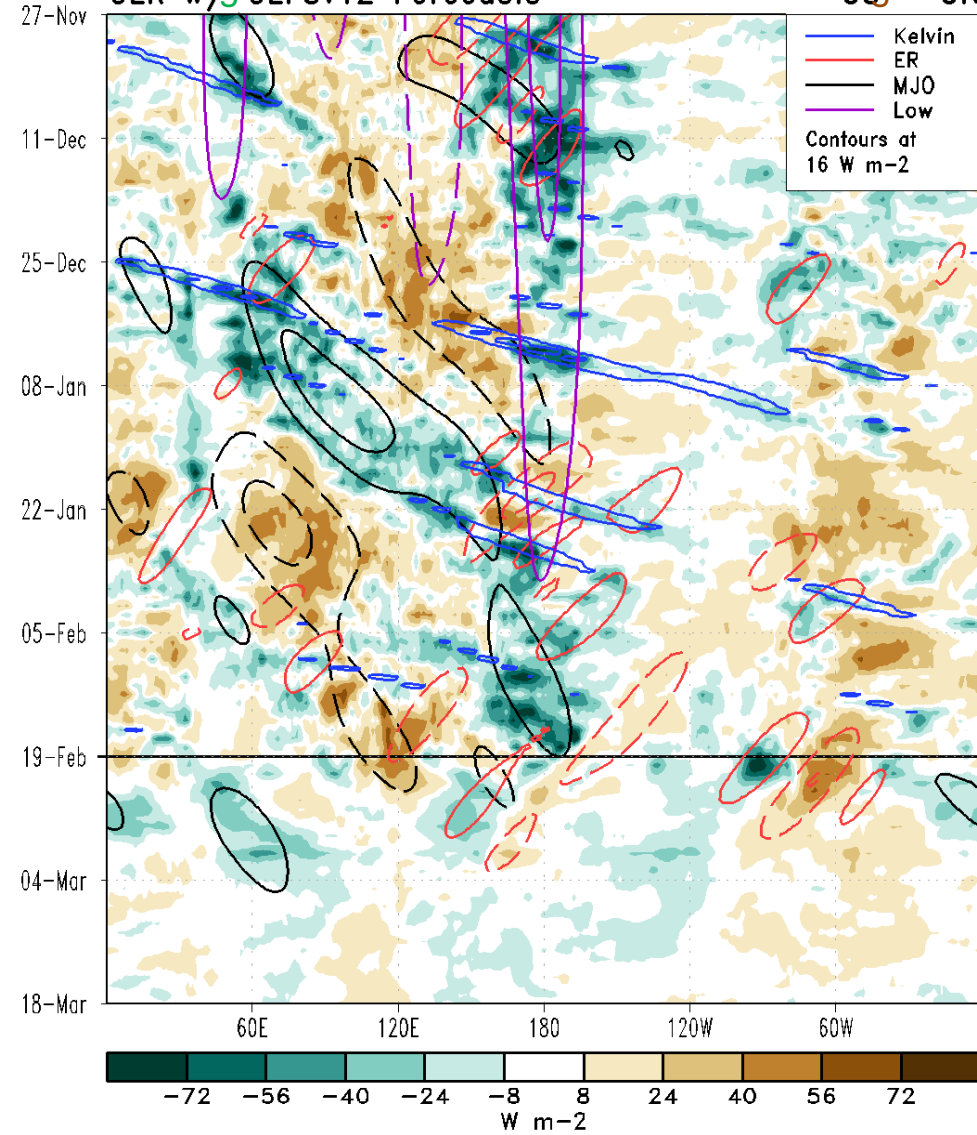 27-Nov
Kelvin
ER
MJO
Low
Contours at
16 W m-2
11-Dec
25-Dec
08-Jan
22-Jan
05-Feb
19-Feb
04-Mar
18-Mar
60E 120E 180 120W 60W
-72 -56 -40 -24 -8 8 24 40 56 72
W m-2